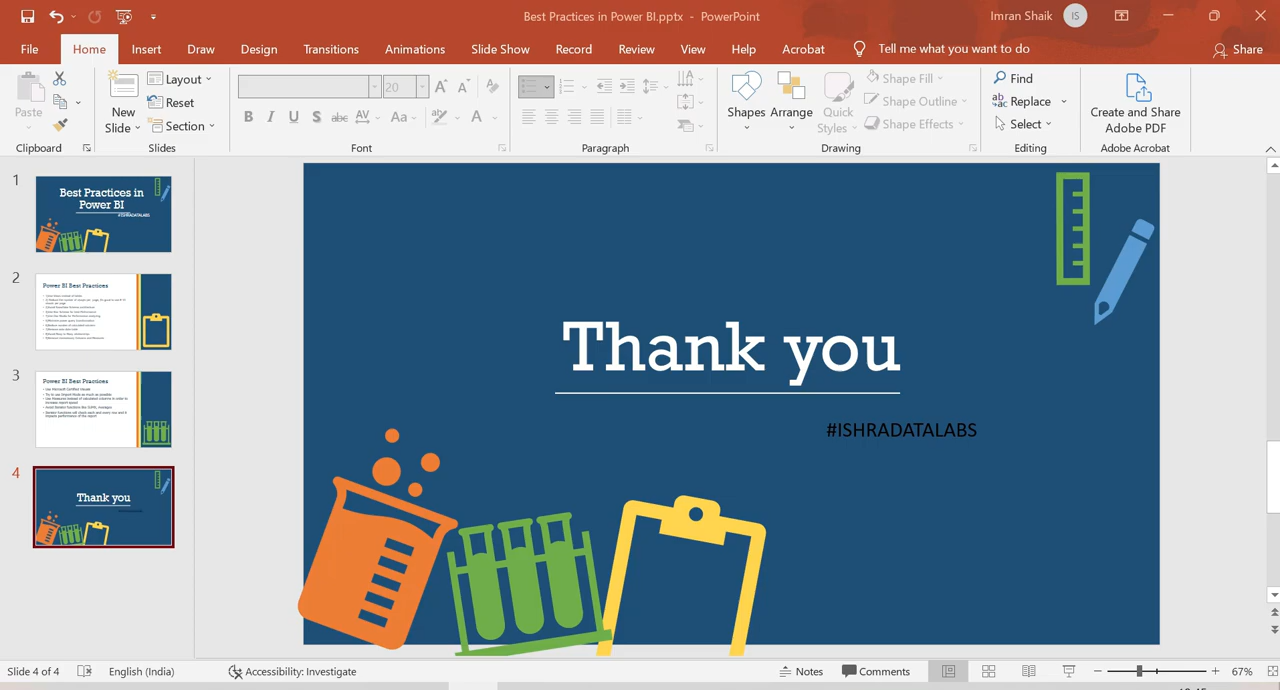 Best Practices in Power BI.pptx - PowerPoint
Imran Shaik
IS
File
Home
Insert
Draw
Design
Transitions
Animations
Slide Show
Record
Review
View
Help
Acrobat
Tell me what you want to do
Share
Paste
New
Slide
Layout
Reset
Section
20
B I U S abc AV Aa A
Shapes
Arrange
Quick
Styles
Shape Fill
Shape Outline
Shape Effects
Find
Replace
Select
Create and Share
Adobe PDF
Clipboard
Slides
Font
Paragraph
Drawing
Editing
Adobe Acrobat
1
Best Practices in
Power BI
#ISHRADATALABS
2
Power BI Best Practices
3
Power BI Best Practices
4
Thank you
Thank you
#ISHRADATALABS
Slide 4 of 4
English (India)
Accessibility: Investigate
Notes
Comments
67%